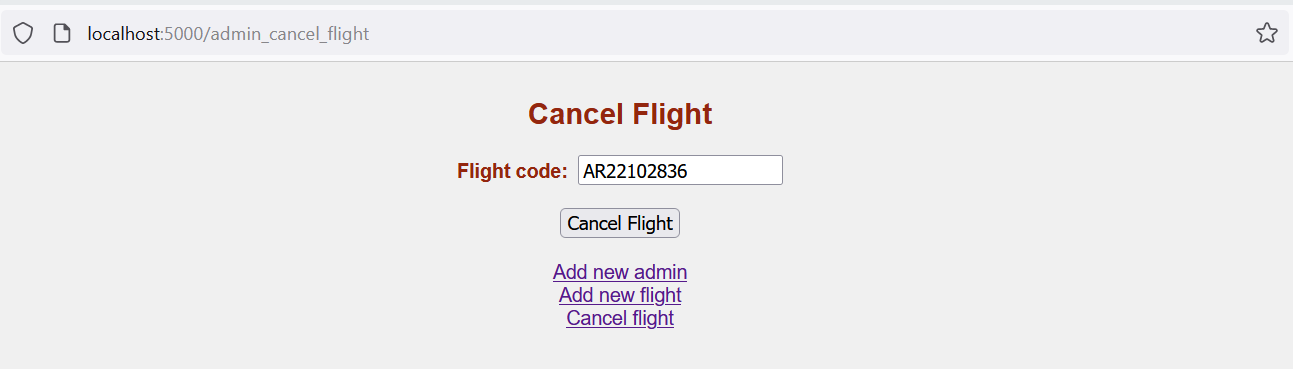 localhost:5000/admin_cancel_flight
Cancel Flight
Flight code: AR22102836
Cancel Flight
Add new admin
Add new flight
Cancel flight